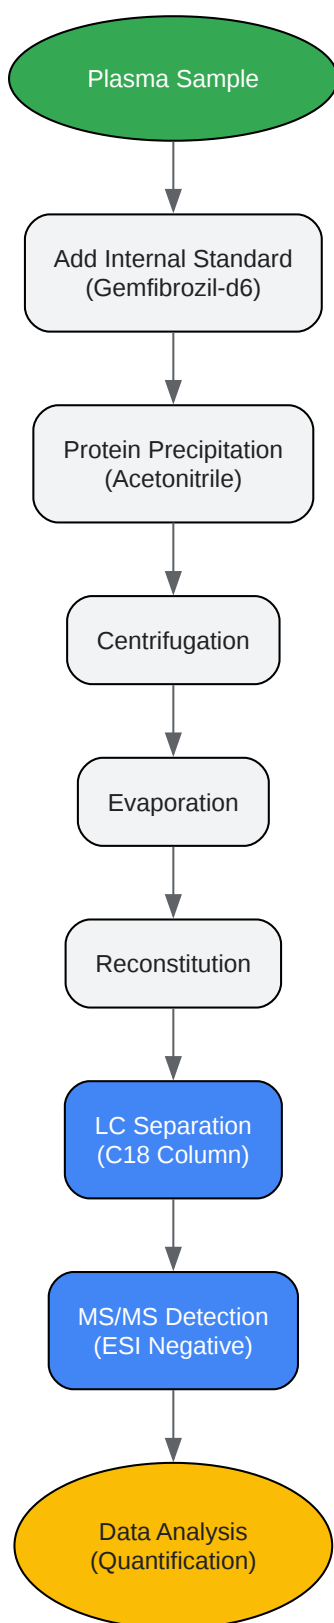 Plasma Sample
Add Internal Standard
(Gemfibrozil-d6)
Protein Precipitation
(Acetonitrile)
Centrifugation
Evaporation
Reconstitution
LC Separation
(C18 Column)
MS/MS Detection
(ESI Negative)
Data Analysis
(Quantification)